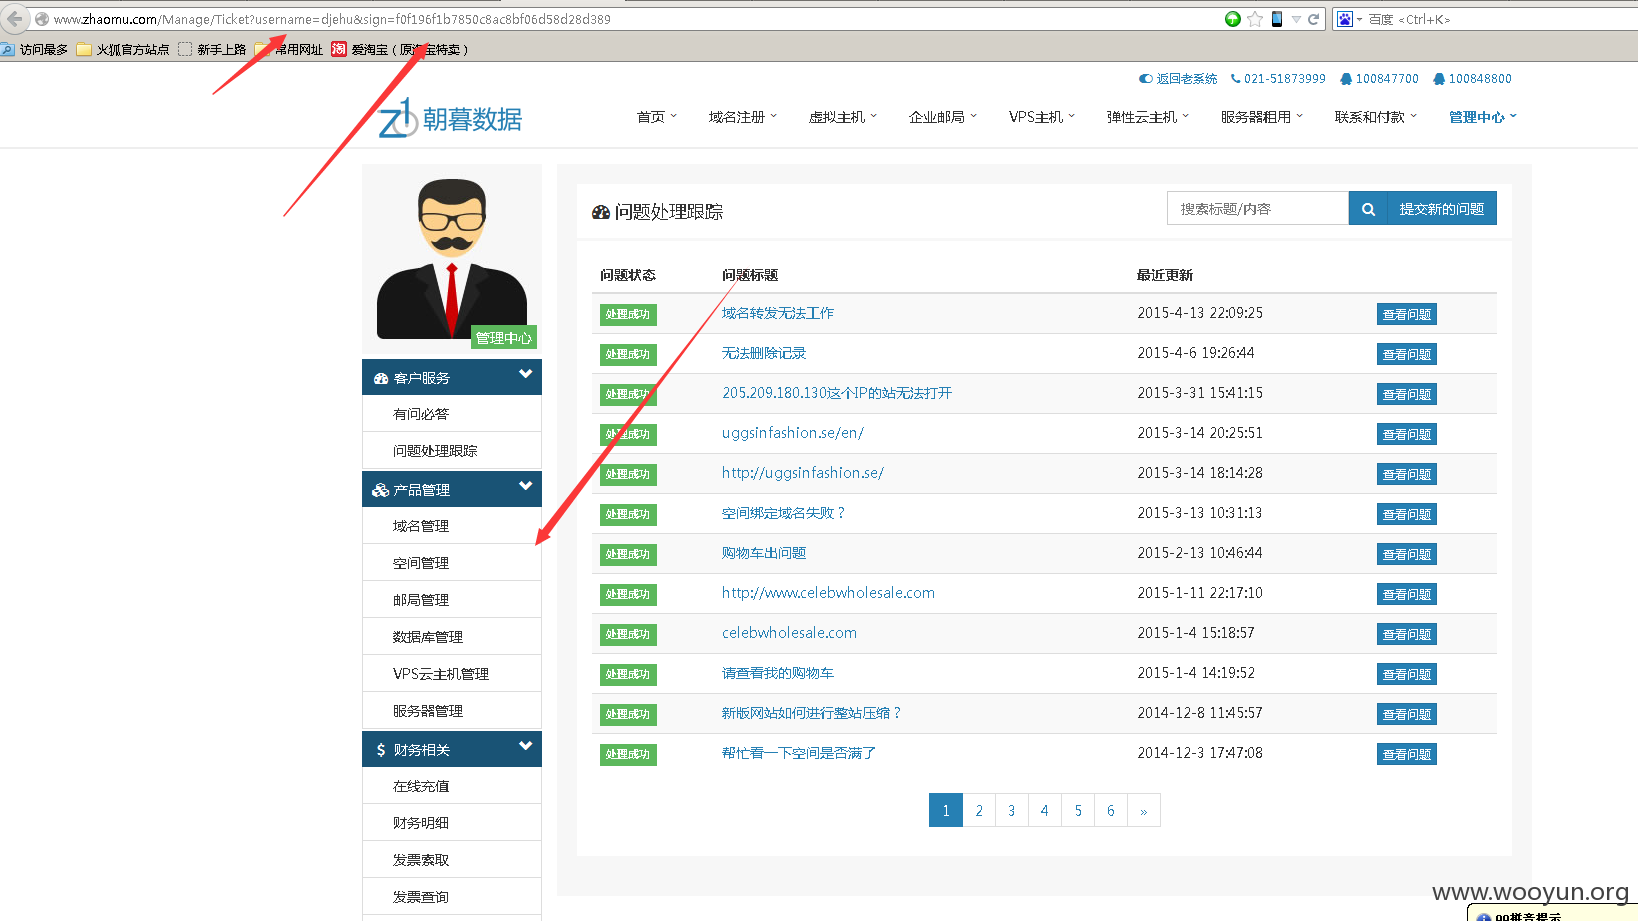 www.zhaomu.com/Manage/Ticket?username=djehu&sign=f0f196f1b7850c8ac8bf06d58d28d389
百度 <Ctrl+K>
访问最多 火狐官方站点 新手上路 常用网址 淘 爱淘宝（原淘宝特卖）
返回老系统 021-51873999 100847700 100848800
朝暮数据
首页 域名注册 虚拟主机 企业邮局 VPS主机 弹性云主机 服务器租用 联系和付款 管理中心
管理中心
客户服务
有问必答
问题处理跟踪
产品管理
域名管理
空间管理
邮局管理
数据库管理
VPS云主机管理
服务器管理
$ 财务相关
在线充值
财务明细
发票索取
发票查询
问题处理跟踪
搜索标题/内容 提交新的问题
问题状态 问题标题 最近更新
处理成功 域名转发无法工作 2015-4-13 22:09:25 查看问题
处理成功 无法删除记录 2015-4-6 19:26:44 查看问题
处理成功 205.209.180.130这个IP的站无法打开 2015-3-31 15:41:15 查看问题
处理成功 uggsinfashion.se/en/ 2015-3-14 20:25:51 查看问题
处理成功 http://uggsinfashion.se/ 2015-3-14 18:14:28 查看问题
处理成功 空间绑定域名失败？ 2015-3-13 10:31:13 查看问题
处理成功 购物车出问题 2015-2-13 10:46:44 查看问题
处理成功 http://www.celebwholesale.com 2015-1-11 22:17:10 查看问题
处理成功 celebwholesale.com 2015-1-4 15:18:57 查看问题
处理成功 请查看我的购物车 2015-1-4 14:19:52 查看问题
处理成功 新版网站如何进行整站压缩？ 2014-12-8 11:45:57 查看问题
处理成功 帮忙看一下空间是否满了 2014-12-3 17:47:08 查看问题
1 2 3 4 5 6 »
www.wooyun.org